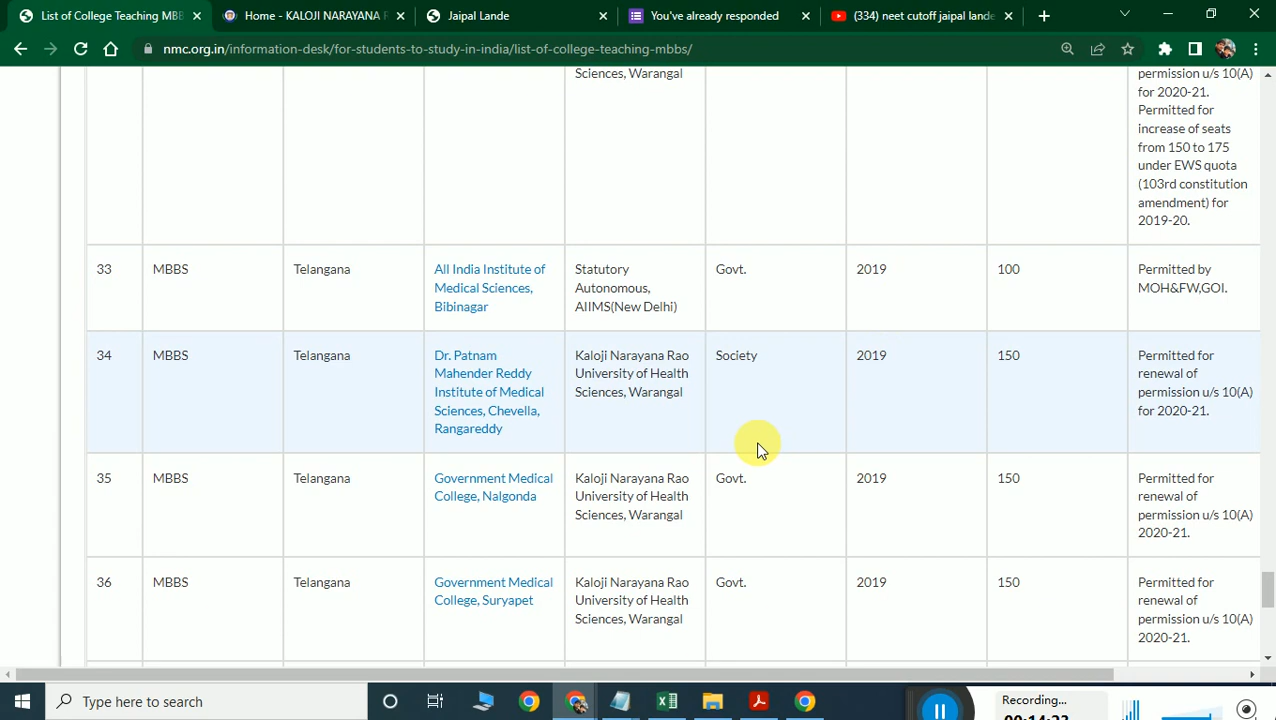 List of College Teaching MBB
Home - KALOJI NARAYANA R
Jaipal Lande
You've already responded
(334) neet cutoff jaipal lande
nmc.org.in/information-desk/for-students-to-study-in-india/list-of-college-teaching-mbbs/
Sciences, Warangal
permission u/s 10(A)
for 2020-21.
Permitted for
increase of seats
from 150 to 175
under EWS quota
(103rd constitution
amendment) for
2019-20.
33 MBBS Telangana All India Institute of Statutory Govt. 2019 100 Permitted by
Medical Sciences, Autonomous, MOH&FW,GOI.
Bibinagar AIIMS(New Delhi)
34 MBBS Telangana Dr. Patnam Kaloji Narayana Rao Society 2019 150 Permitted for
Mahender Reddy University of Health renewal of
Institute of Medical Sciences, Warangal permission u/s 10(A)
Sciences, Chevella, for 2020-21.
Rangareddy
35 MBBS Telangana Government Medical Kaloji Narayana Rao Govt. 2019 150 Permitted for
College, Nalgonda University of Health renewal of
Sciences, Warangal permission u/s 10(A)
2020-21.
36 MBBS Telangana Government Medical Kaloji Narayana Rao Govt. 2019 150 Permitted for
College, Suryapet University of Health renewal of
Sciences, Warangal permission u/s 10(A)
2020-21.
Type here to search
Recording...
00:14:23